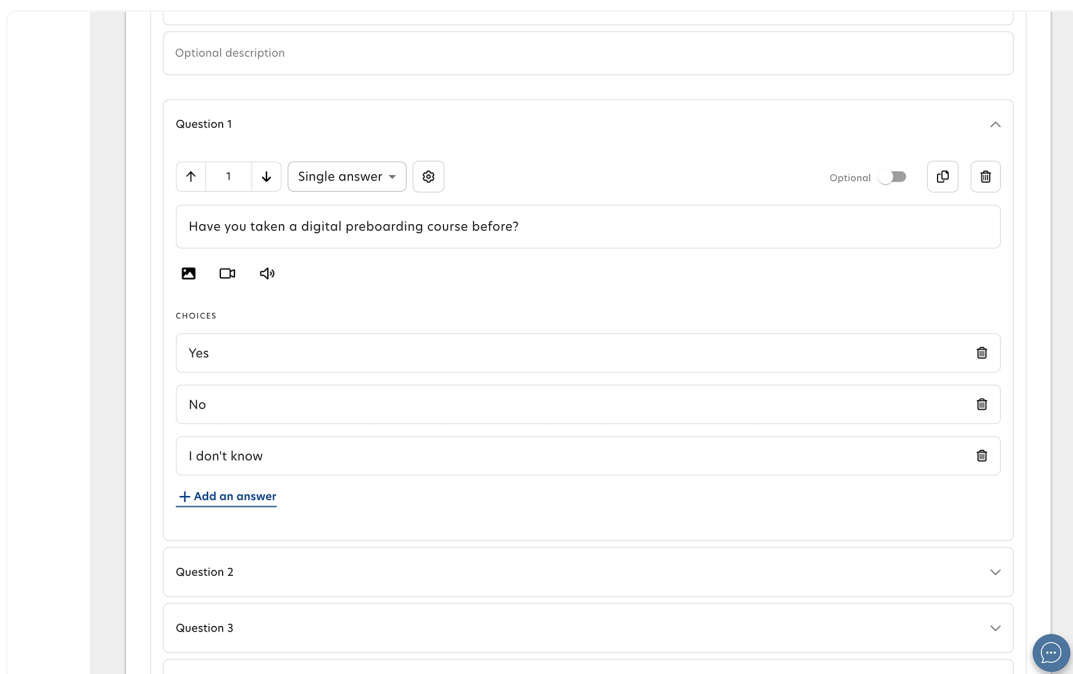 Optional description
Question 1
1
Single answer
Optional
Have you taken a digital preboarding course before?
CHOICES
Yes
No
I don't know
+ Add an answer
Question 2
Question 3